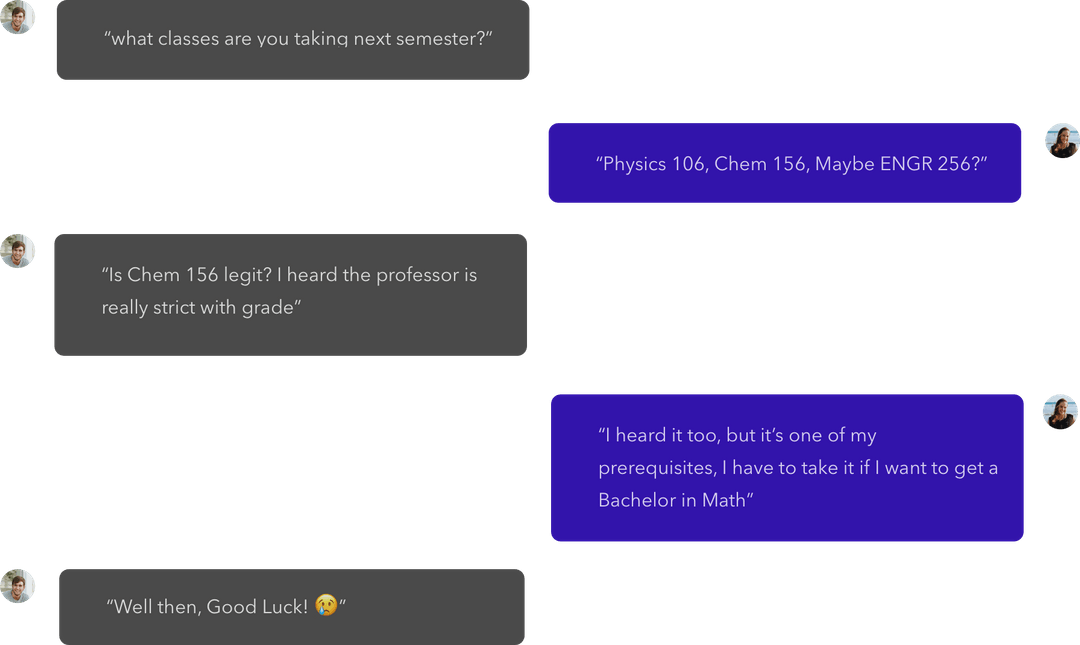 “what classes are you taking next semester?”
“Physics 106, Chem 156, Maybe ENGR 256?“
“Is Chem 156 legit? I heard the professor is
really strict with grade”
“I heard it too, but it’s one of my
prerequisites, I have to take it if I want to get a
Bachelor in Math”
“Well then, Good Luck! 😢“